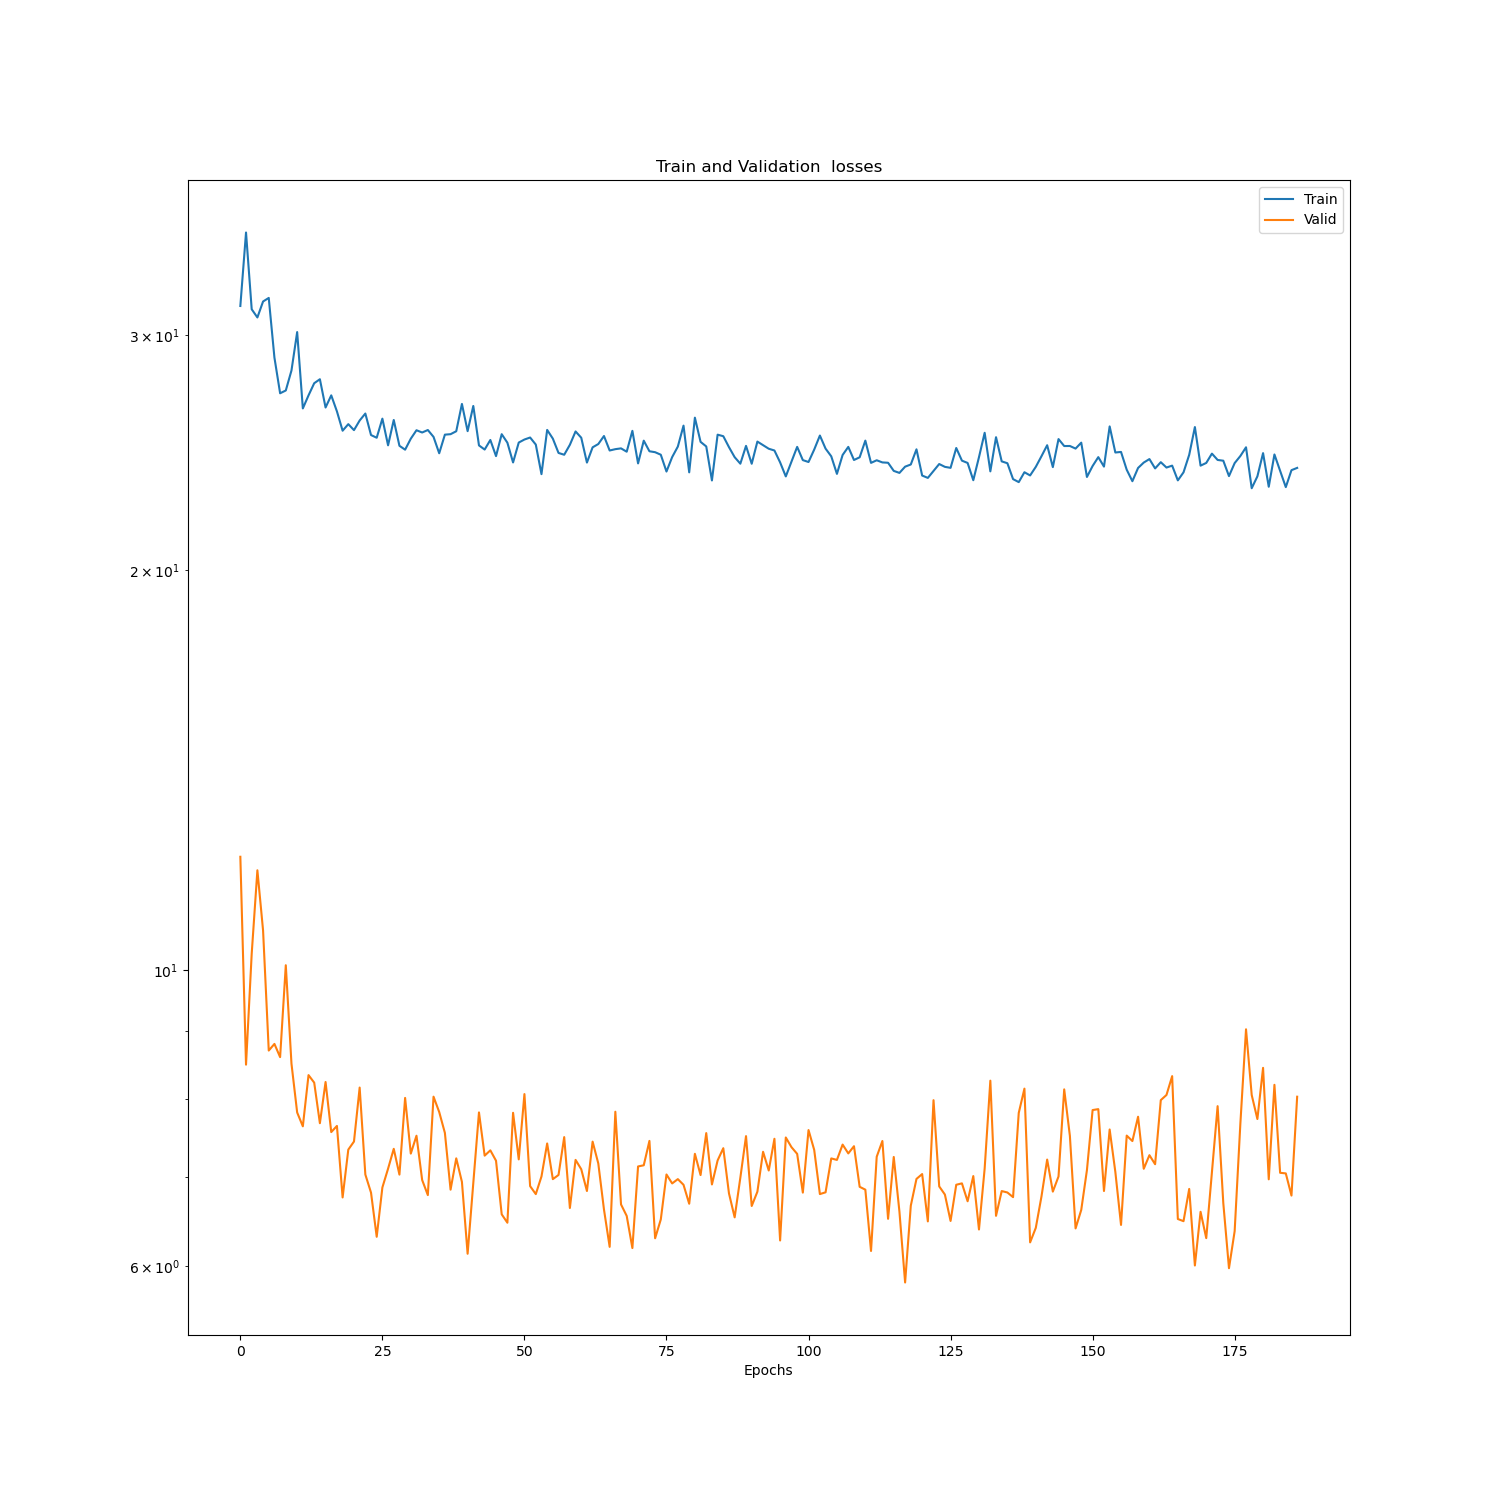 Train and Validation  losses
Train
Valid
3 × 10¹
2 × 10¹
10¹
6 × 10⁰
0 25 50 75 100 125 150 175
Epochs